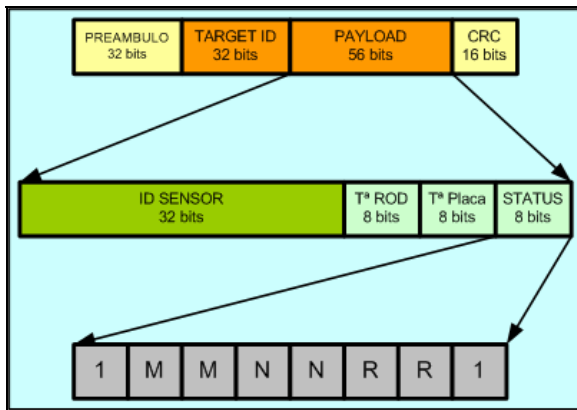 PREAMBULO TARGET ID PAYLOAD CRC
32 bits 32 bits 56 bits 16 bits
ID SENSOR Tª ROD Tª Placa STATUS
32 bits 8 bits 8 bits 8 bits
1 M M N N R R 1